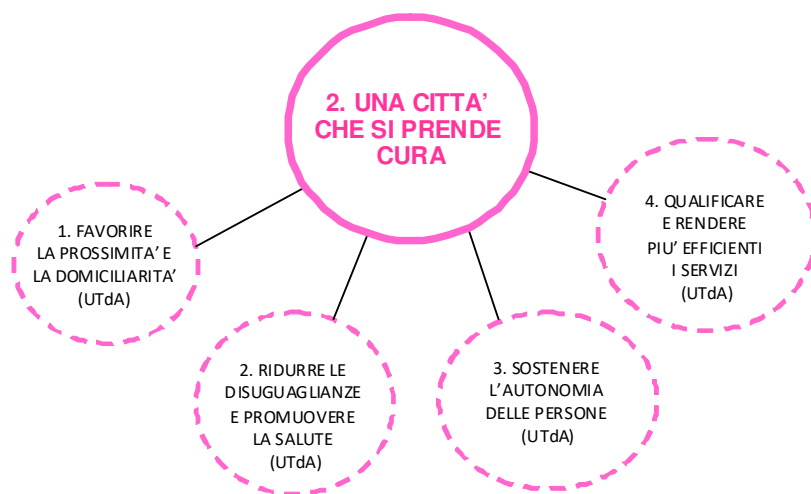 2. UNA CITTA’
CHE SI PRENDE
CURA
1. FAVORIRE
LA PROSSIMITA’ E
LA DOMICILIARITA’
(UTdA)
2. RIDURRE LE
DISUGUAGLIANZE
E PROMUOVERE
LA SALUTE
(UTdA)
3. SOSTENERE
L’AUTONOMIA
DELLE PERSONE
(UTdA)
4. QUALIFICARE
E RENDERE
PIU’ EFFICIENTI
I SERVIZI
(UTdA)